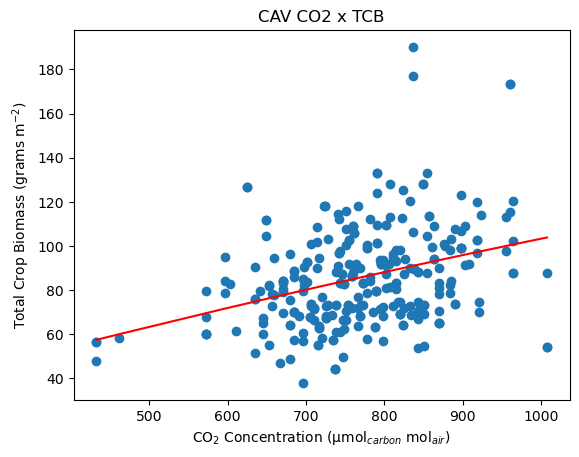 CAV CO2 x TCB
180
160
140
120
100
80
60
40
Total Crop Biomass (grams m⁻²)
500 600 700 800 900 1000
CO₂ Concentration (μmol_carbon mol_air)